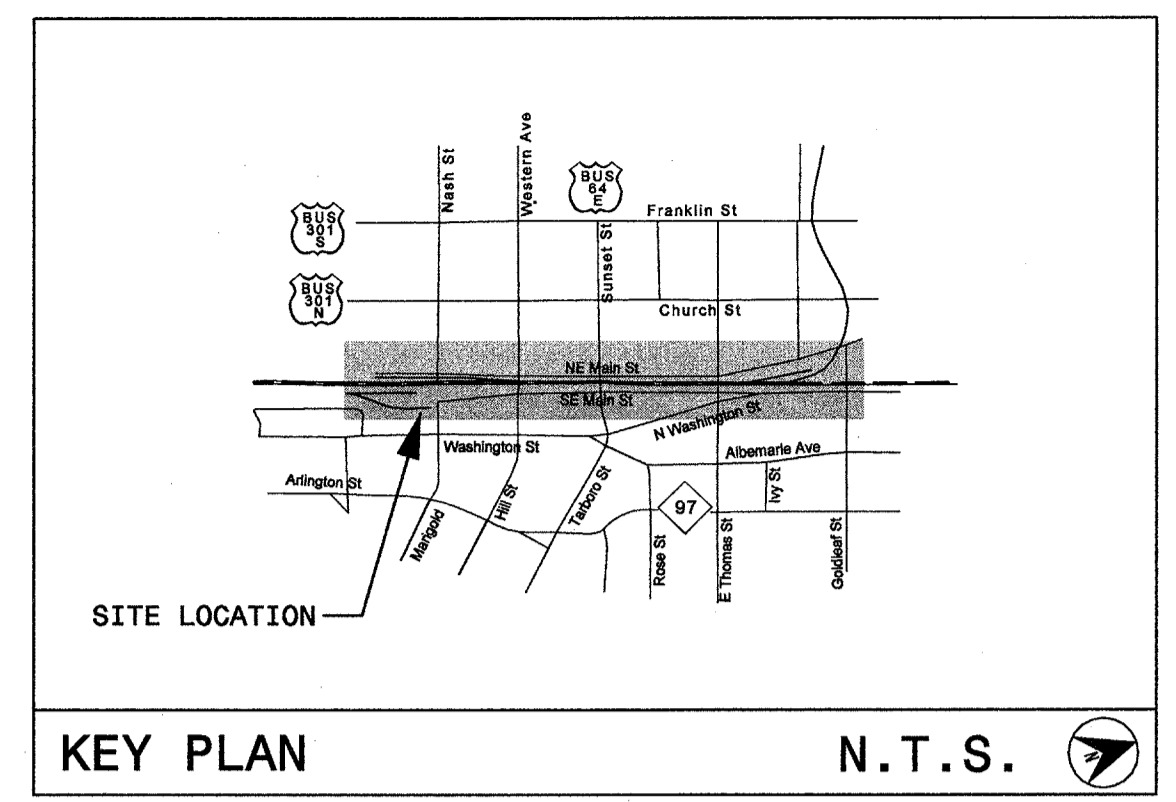 Nash St
Western Ave
BUS
64
E
Sunset St
Franklin St
BUS
301
S
BUS
301
N
Church St
NE Main St
SE Main St
N Washington St
Washington St
Albemarle Ave
Arlington St
Marigold
Hill St
Tarboro St
97
Ivy St
Rose St
E Thomas St
Goldleaf St
SITE LOCATION
KEY PLAN
N.T.S.
N